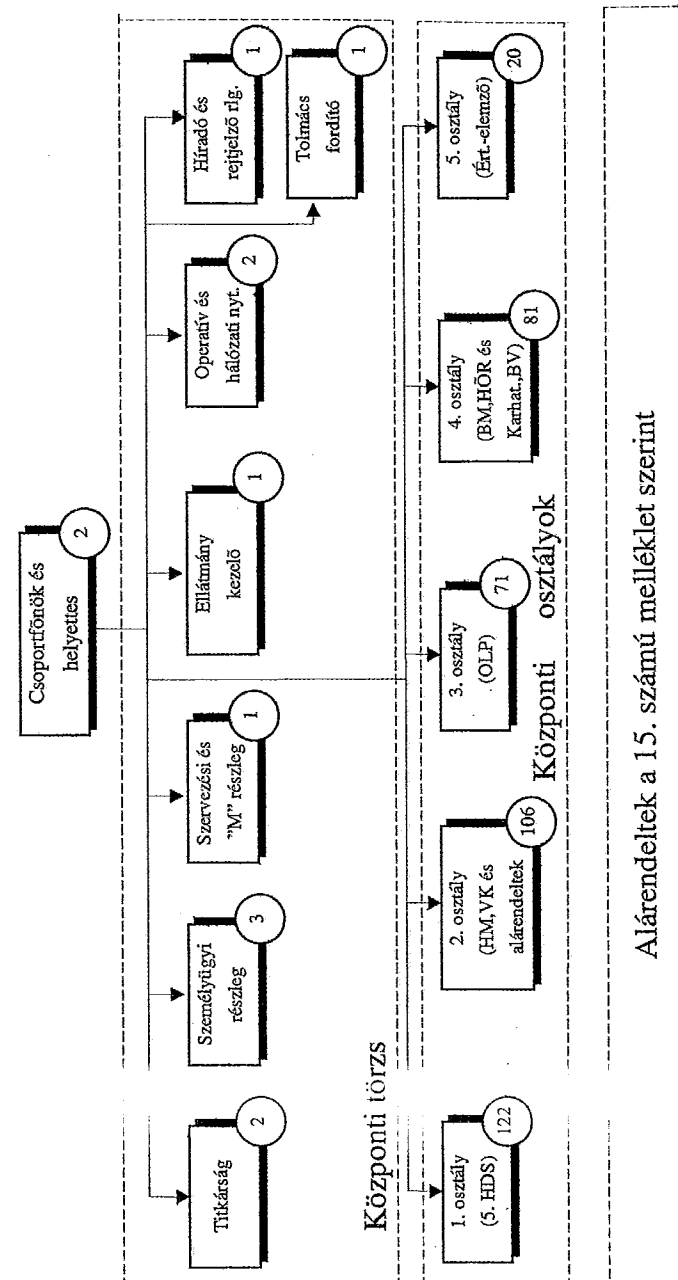 Csoportfőnök és
helyettes
2
Titkárság
2
Személyügyi
részleg
3
Szervezési és
"M" részleg
1
Ellátmány
kezelő
1
Operatív és
hálózati nyt.
2
Híradó és
rejtjelző rlg.
1
Tolmács
fordító
1
Központi törzs
1. osztály
(5. HDS)
122
2. osztály
(HM,VK és
alárendeltek
106
3. osztály
(OLP)
71
4. osztály
(BM,HŐR és
Karhat.,BV)
81
5. osztály
(Ért.-elemző)
20
Központi osztályok
Alárendeltek a 15. számú melléklet szerint